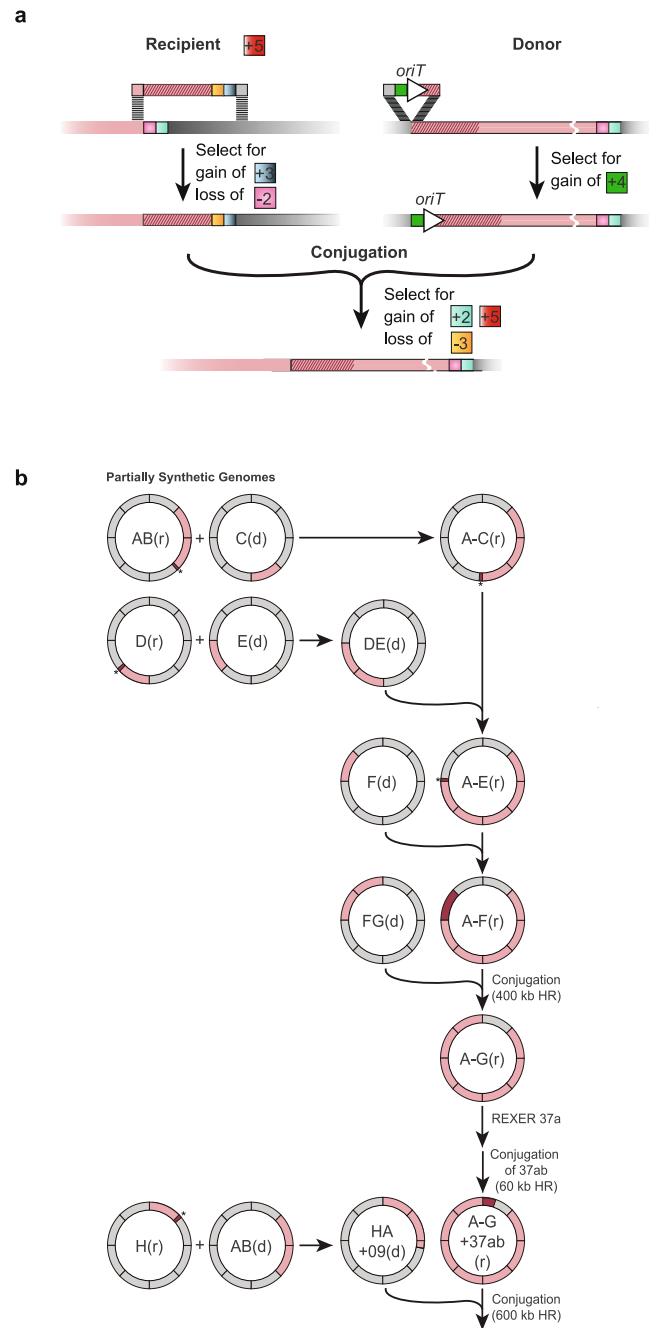 a
Recipient +5
Donor
oriT
Select for
gain of +3
loss of -2
Select for
gain of +4
oriT
Conjugation
Select for
gain of +2 +5
loss of -3
b
Partially Synthetic Genomes
AB(r) + C(d) A-C(r)
*
*
D(r) + E(d) DE(d)
*
F(d) * A-E(r)
FG(d) A-F(r)
Conjugation
(400 kb HR)
A-G(r)
REXER 37a
Conjugation
of 37ab
(60 kb HR)
*
H(r) + AB(d)
HA
+09(d)
A-G
+37ab
(r)
Conjugation
(600 kb HR)